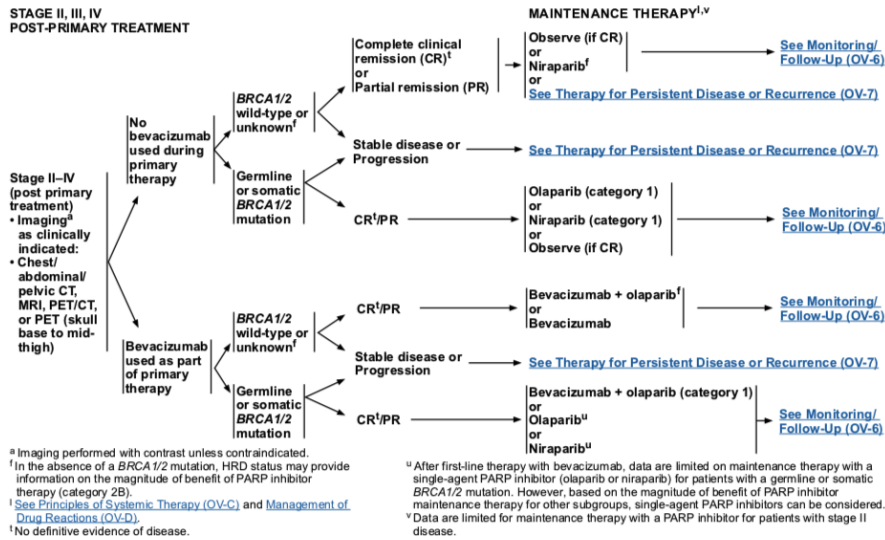 STAGE II, III, IV
POST-PRIMARY TREATMENT
MAINTENANCE THERAPY l,v
Stage II–IV
(post primary
treatment)
• Imaging a
as clinically
indicated:
• Chest/
abdominal/
pelvic CT,
MRI, PET/CT,
or PET (skull
base to mid-
thigh)
No
bevacizumab
used during
primary
therapy
BRCA1/2
wild-type or
unknown f
Germline
or somatic
BRCA1/2
mutation
Complete clinical
remission (CR) t
or
Partial remission (PR)
Observe (if CR)
or
Niraparib f
or
See Therapy for Persistent Disease or Recurrence (OV-7)
See Monitoring/
Follow-Up (OV-6)
Stable disease or
Progression
See Therapy for Persistent Disease or Recurrence (OV-7)
CR t/PR
Olaparib (category 1)
or
Niraparib (category 1)
or
Observe (if CR)
See Monitoring/
Follow-Up (OV-6)
Bevacizumab
used as part
of primary
therapy
BRCA1/2
wild-type or
unknown f
Germline
or somatic
BRCA1/2
mutation
CR t/PR
Bevacizumab + olaparib f
or
Bevacizumab
See Monitoring/
Follow-Up (OV-6)
Stable disease or
Progression
See Therapy for Persistent Disease or Recurrence (OV-7)
CR t/PR
Bevacizumab + olaparib (category 1)
or
Olaparib u
or
Niraparib u
See Monitoring/
Follow-Up (OV-6)
a Imaging performed with contrast unless contraindicated.
f In the absence of a BRCA1/2 mutation, HRD status may provide
information on the magnitude of benefit of PARP inhibitor
therapy (category 2B).
l See Principles of Systemic Therapy (OV-C) and Management of
Drug Reactions (OV-D).
t No definitive evidence of disease.
u After first-line therapy with bevacizumab, data are limited on maintenance therapy with a
single-agent PARP inhibitor (olaparib or niraparib) for patients with a germline or somatic
BRCA1/2 mutation. However, based on the magnitude of benefit of PARP inhibitor
maintenance therapy for other subgroups, single-agent PARP inhibitors can be considered.
v Data are limited for maintenance therapy with a PARP inhibitor for patients with stage II
disease.